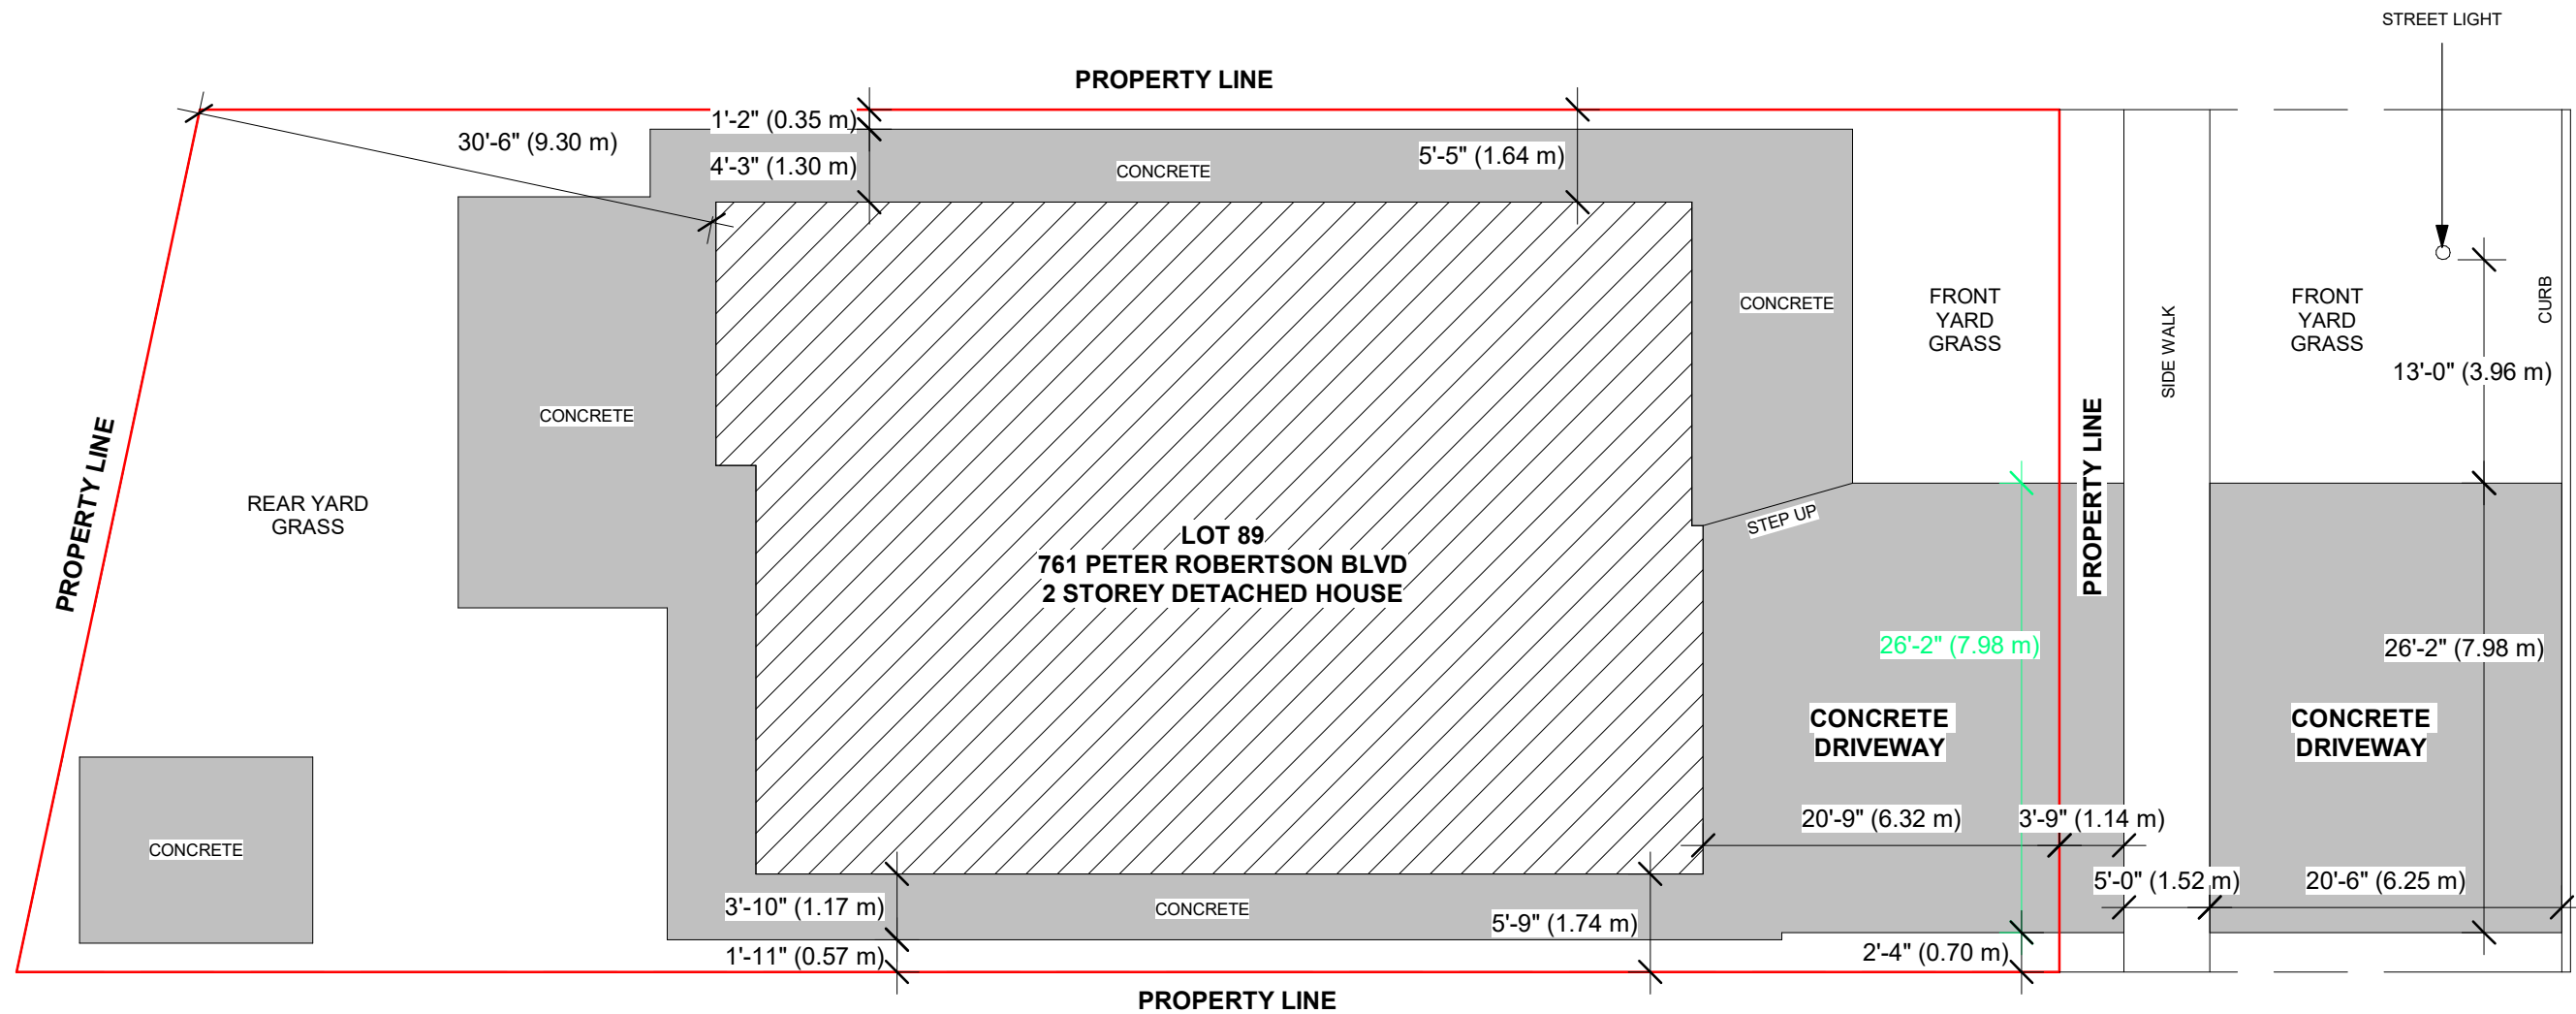 STREET LIGHT
PROPERTY LINE
1'-2" (0.35 m)
30'-6" (9.30 m)
4'-3" (1.30 m)
CONCRETE
5'-5" (1.64 m)
CONCRETE
FRONT
YARD
GRASS
SIDE WALK
FRONT
YARD
GRASS
CURB
13'-0" (3.96 m)
CONCRETE
PROPERTY LINE
REAR YARD
GRASS
LOT 89
761 PETER ROBERTSON BLVD
2 STOREY DETACHED HOUSE
STEP UP
PROPERTY LINE
26'-2" (7.98 m)
26'-2" (7.98 m)
CONCRETE
DRIVEWAY
CONCRETE
DRIVEWAY
20'-9" (6.32 m)
3'-9" (1.14 m)
CONCRETE
5'-0" (1.52 m)
20'-6" (6.25 m)
3'-10" (1.17 m)
CONCRETE
5'-9" (1.74 m)
1'-11" (0.57 m)
2'-4" (0.70 m)
PROPERTY LINE